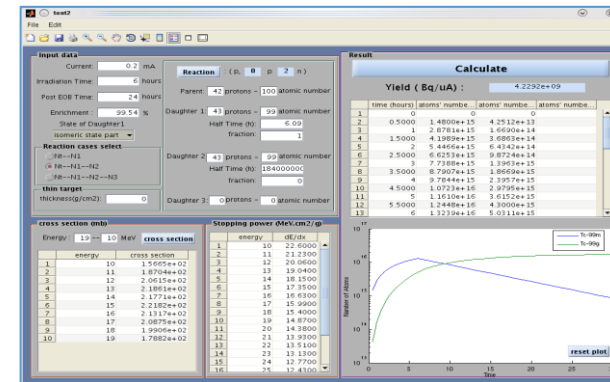 test2
File Edit
Input data
Current: 0.2 mA
Irradiation Time: 6 hours
Post EOB Time: 24 hours
Enrichment : 99.54 %
State of Daughter1
isomeric state part
Reaction cases select
Nt--N1
Nt--N1--N2
Nt--N1--N2--N3
thin target
thickness(g/cm2): 0
Reaction : (p, 0 p 2 n)
Parent: 42 protons - 100 atomic number
Daughter 1: 43 protons - 99 atomic number
Half Time (h): 6.09
fraction: 1
Daughter 2 43 protons - 99 atomic number
Half Time (h): 184000000
fraction: 0
Daughter 3: 0 protons - 0 atomic number
cross section (mb)
Energy: 19 -- 10 MeV cross section
energy cross section
1 10 1.5665e+02
2 11 1.8704e+02
3 12 2.0615e+02
4 13 2.1861e+02
5 14 2.1771e+02
6 15 2.2182e+02
7 16 2.1317e+02
8 17 2.0875e+02
9 18 1.9906e+02
10 19 1.7882e+02
Stopping power (MeV.cm2/g)
energy dE/dx
1 10 22.6000
2 11 21.2300
3 12 20.0600
4 13 19.0400
5 14 18.1500
6 15 17.3500
7 16 16.6300
8 17 15.9900
9 18 15.4000
10 19 14.8700
11 20 14.3800
12 21 13.9300
13 22 13.5100
14 23 13.1300
15 24 12.7700
16 25 12.4300
Result
Calculate
Yield ( Bq/uA) : 4.2292e+09
time (hours) atoms' numbe... atoms' numbe... atoms' numbe...
1 0 0 0
2 0.5000 1.4800e+15 4.2512e+13
3 1 2.8781e+15 1.6690e+14
4 1.5000 4.1989e+15 3.6863e+14
5 2 5.4466e+15 6.4342e+14
6 2.5000 6.6253e+15 9.8724e+14
7 3 7.7388e+15 1.3963e+15
8 3.5000 8.7907e+15 1.8669e+15
9 4 9.7844e+15 2.3957e+15
10 4.5000 1.0723e+16 2.9795e+15
11 5 1.1610e+16 3.6152e+15
12 5.5000 1.2448e+16 4.3000e+15
13 6 1.3239e+16 5.0311e+15
Number of Atoms
Tc-99m
Tc-99g
0 5 10 15 20 25
Time
reset plot